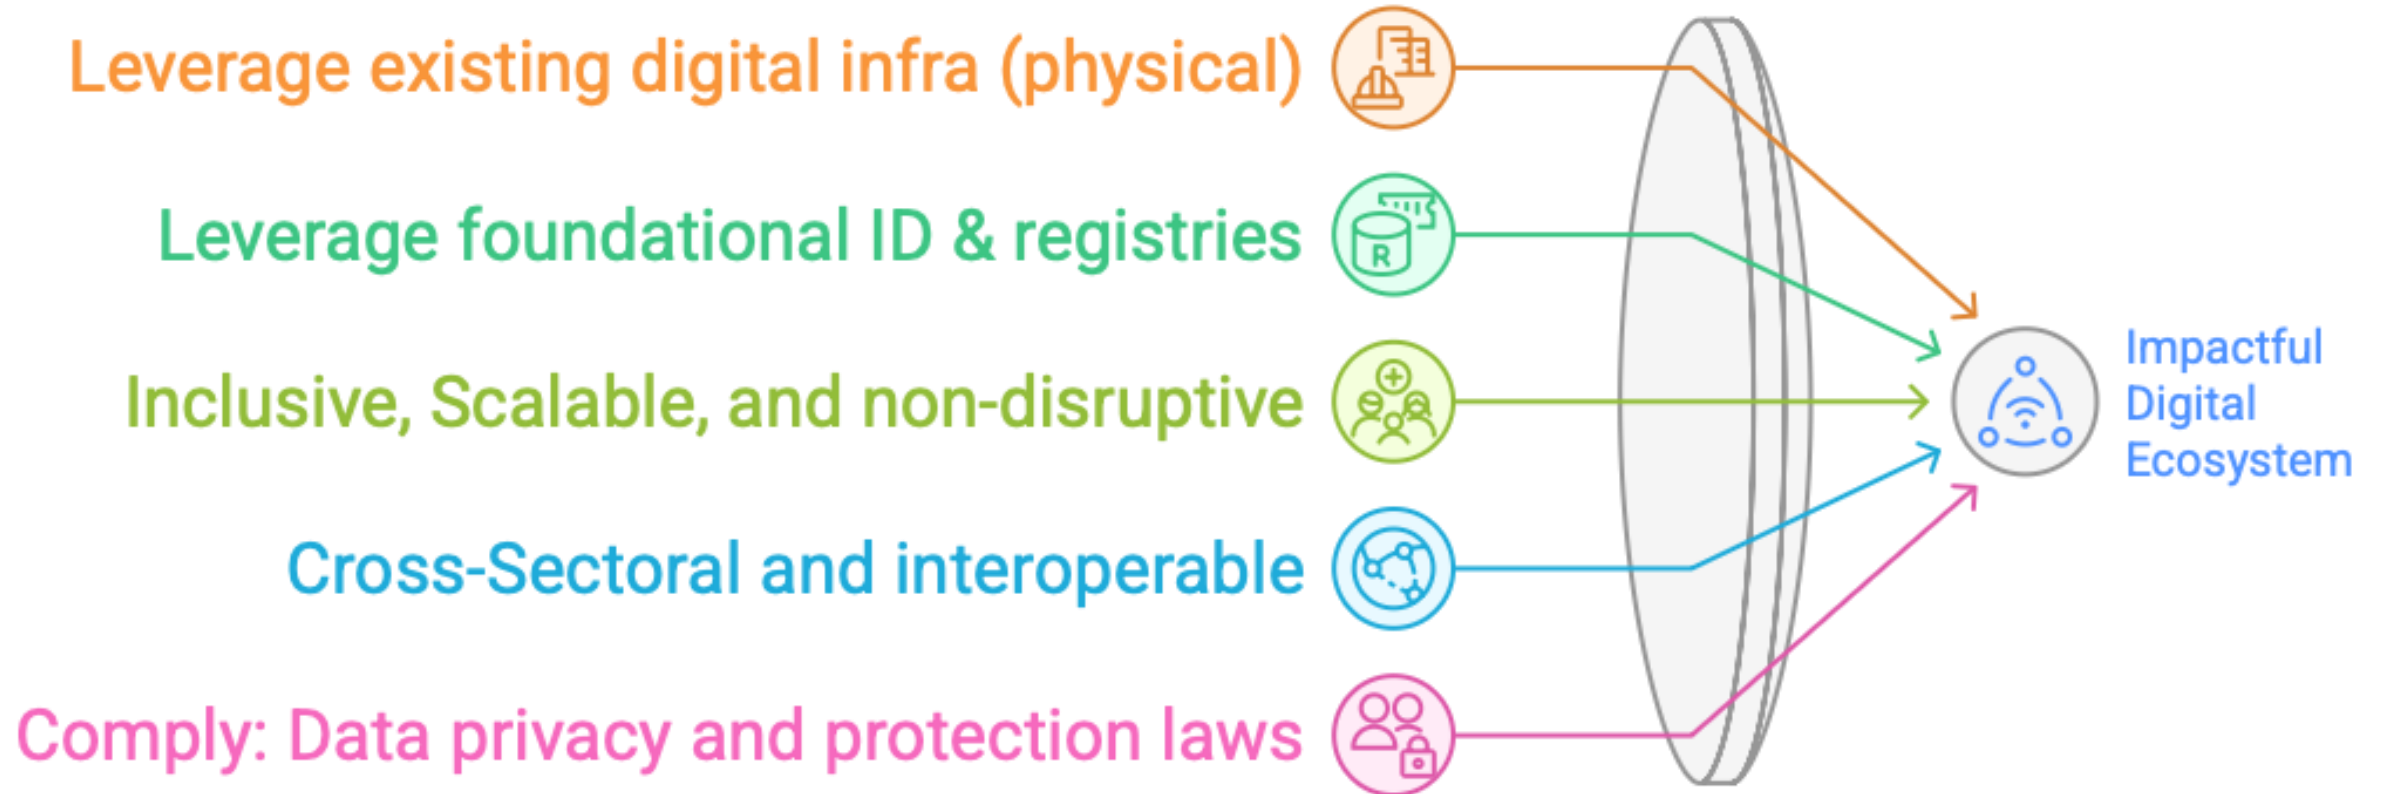 Leverage existing digital infra (physical)
Leverage foundational ID & registries
R
Inclusive, Scalable, and non-disruptive
Cross-Sectoral and interoperable
Comply: Data privacy and protection laws
Impactful
Digital
Ecosystem